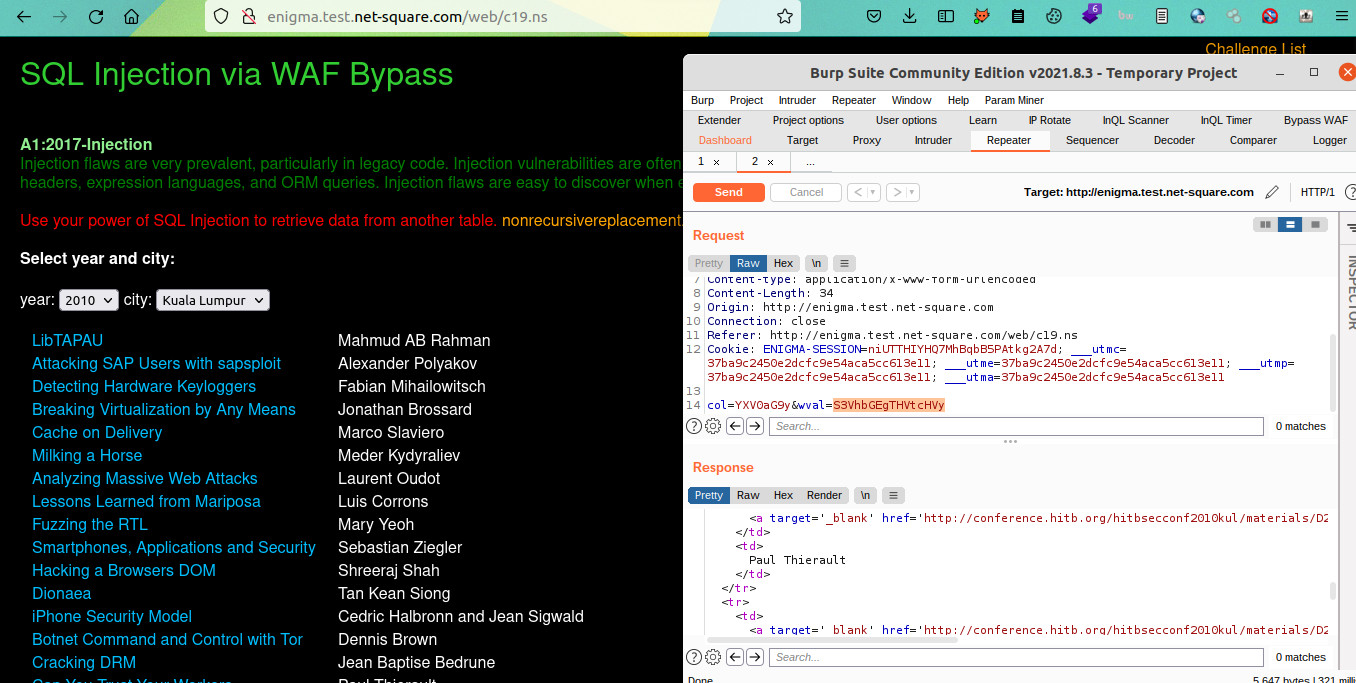 enigma.test.net-square.com/web/c19.ns
6
Challenge List
SQL Injection via WAF Bypass
A1:2017-Injection
Injection flaws are very prevalent, particularly in legacy code. Injection vulnerabilities are often
headers, expression languages, and ORM queries. Injection flaws are easy to discover when e
Use your power of SQL Injection to retrieve data from another table. nonrecursivereplacement.
Select year and city:
year: 2010 city: Kuala Lumpur
LibTAPAU Mahmud AB Rahman
Attacking SAP Users with sapsploit Alexander Polyakov
Detecting Hardware Keyloggers Fabian Mihailowitsch
Breaking Virtualization by Any Means Jonathan Brossard
Cache on Delivery Marco Slaviero
Milking a Horse Meder Kydyraliev
Analyzing Massive Web Attacks Laurent Oudot
Lessons Learned from Mariposa Luis Corrons
Fuzzing the RTL Mary Yeoh
Smartphones, Applications and Security Sebastian Ziegler
Hacking a Browsers DOM Shreeraj Shah
Dionaea Tan Kean Siong
iPhone Security Model Cedric Halbronn and Jean Sigwald
Botnet Command and Control with Tor Dennis Brown
Cracking DRM Jean Baptise Bedrune
Can You Trust Your Workers Paul Thierault
Burp Suite Community Edition v2021.8.3 - Temporary Project
Burp Project Intruder Repeater Window Help Param Miner
Extender Project options User options Learn IP Rotate InQL Scanner InQL Timer Bypass WAF
Dashboard Target Proxy Intruder Repeater Sequencer Decoder Comparer Logger
1 × 2 × ...
Send Cancel < > Target: http://enigma.test.net-square.com HTTP/1 ?
Request
Pretty Raw Hex \n
7 Content-Type: application/x-www-form-urlencoded
8 Content-Length: 34
9 Origin: http://enigma.test.net-square.com
10 Connection: close
11 Referer: http://enigma.test.net-square.com/web/c19.ns
12 Cookie: ENIGMA-SESSION=niUTTHIYHQ7MhBqbB5PAtkg2A7d; ___utmc=
37ba9c2450e2dcfc9e54aca5cc613e11; ___utme=37ba9c2450e2dcfc9e54aca5cc613e11; ___utmp=
37ba9c2450e2dcfc9e54aca5cc613e11; ___utma=37ba9c2450e2dcfc9e54aca5cc613e11
13
14 col=YXV0aG9y&wval=S3VhbGEgTHVtcHVy
Search... 0 matches
INSPECTOR
Response
Pretty Raw Hex Render \n
<a target='_blank' href='http://conference.hitb.org/hitbsecconf2010kul/materials/D2
</td>
<td>
Paul Thierault
</td>
</tr>
<tr>
<td>
<a target='_blank' href='http://conference.hitb.org/hitbsecconf2010kul/materials/D2
Search... 0 matches
Done 5,647 bytes | 321 milli